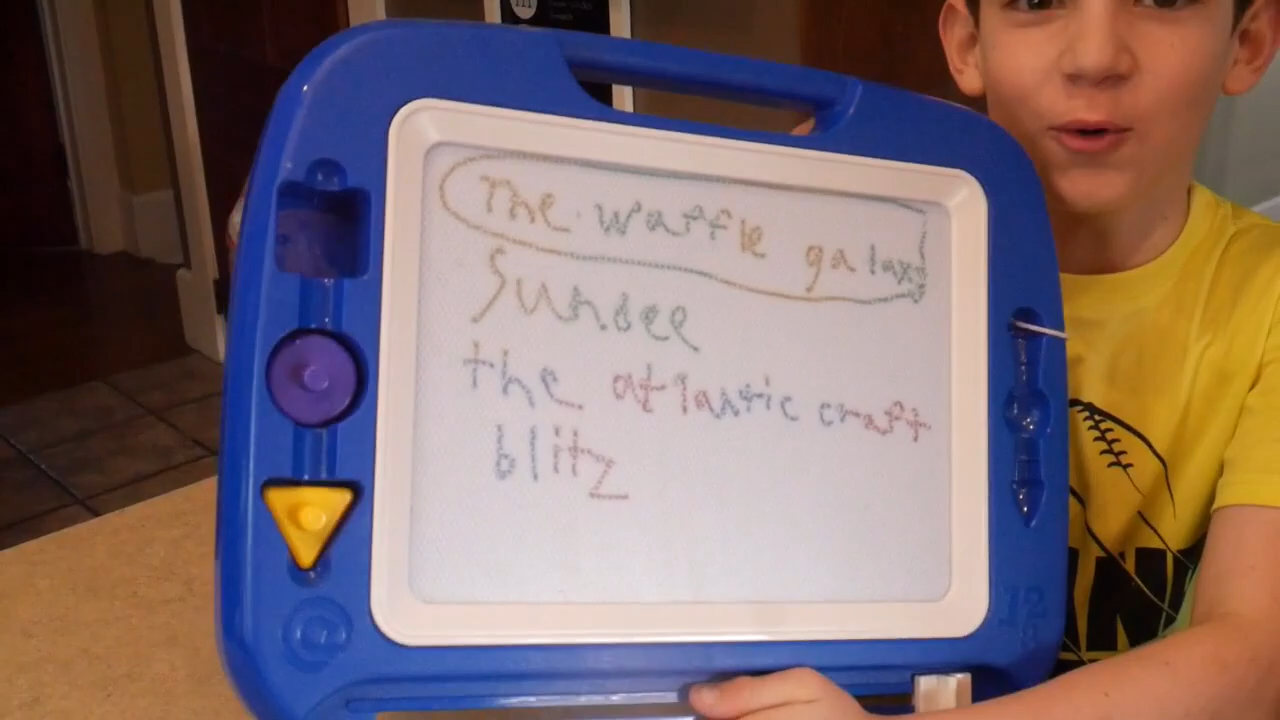 The waffle galaxy
Sundee
the atlantic craft
blitz